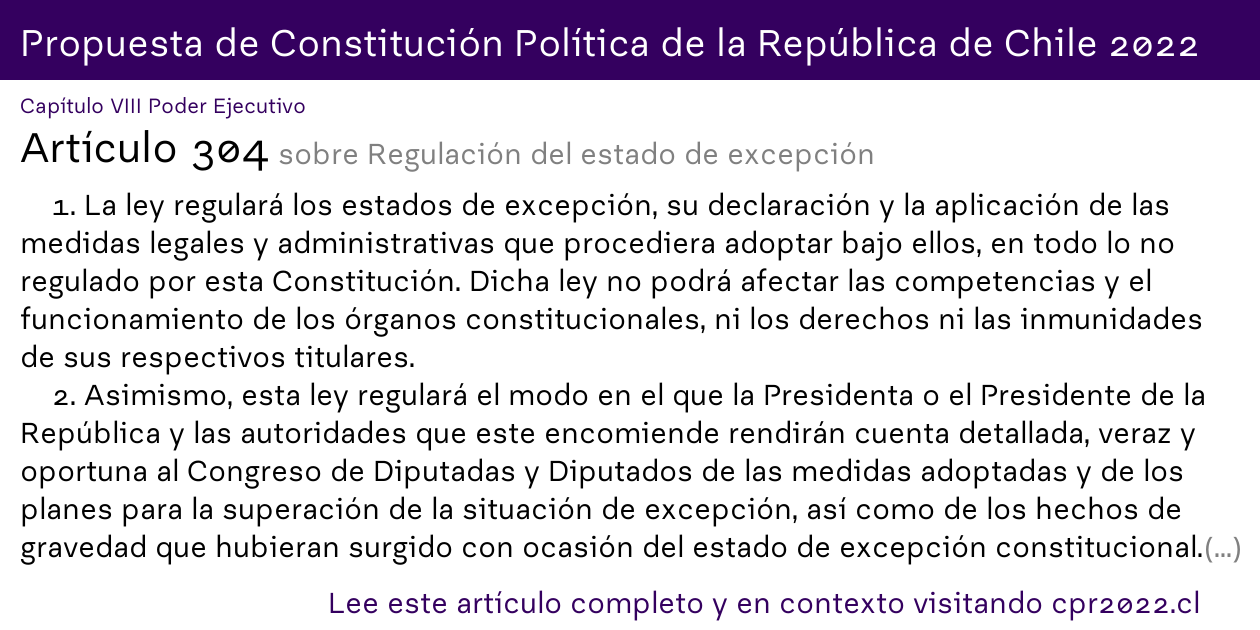 Propuesta de Constitución Política de la República de Chile 2022
Capítulo VIII Poder Ejecutivo
Artículo 304 sobre Regulación del estado de excepción
1. La ley regulará los estados de excepción, su declaración y la aplicación de las
medidas legales y administrativas que procediera adoptar bajo ellos, en todo lo no
regulado por esta Constitución. Dicha ley no podrá afectar las competencias y el
funcionamiento de los órganos constitucionales, ni los derechos ni las inmunidades
de sus respectivos titulares.
2. Asimismo, esta ley regulará el modo en el que la Presidenta o el Presidente de la
República y las autoridades que este encomiende rendirán cuenta detallada, veraz y
oportuna al Congreso de Diputadas y Diputados de las medidas adoptadas y de los
planes para la superación de la situación de excepción, así como de los hechos de
gravedad que hubieran surgido con ocasión del estado de excepción constitucional.(...)
Lee este artículo completo y en contexto visitando cpr2022.cl